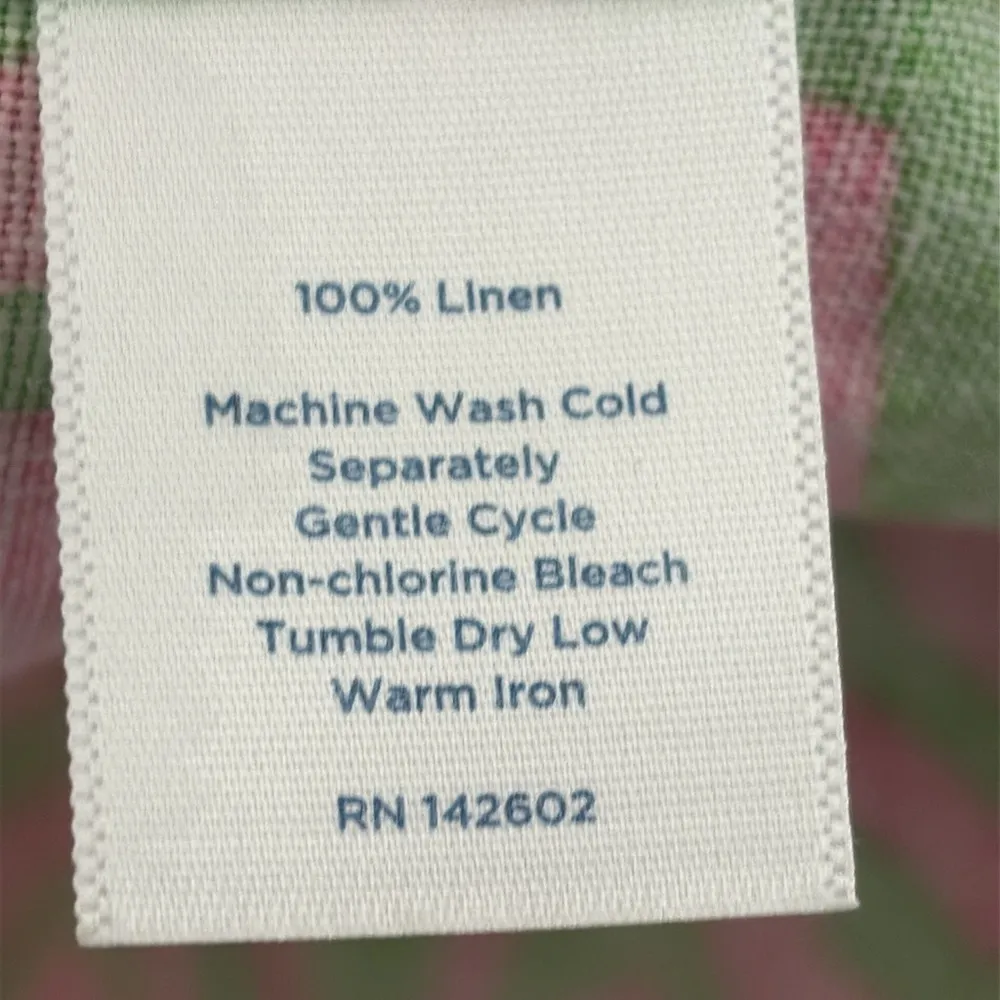 100% Linen
Machine Wash Cold
Separately
Gentle Cycle
Non-chlorine Bleach
Tumble Dry Low
Warm Iron
RN 142602